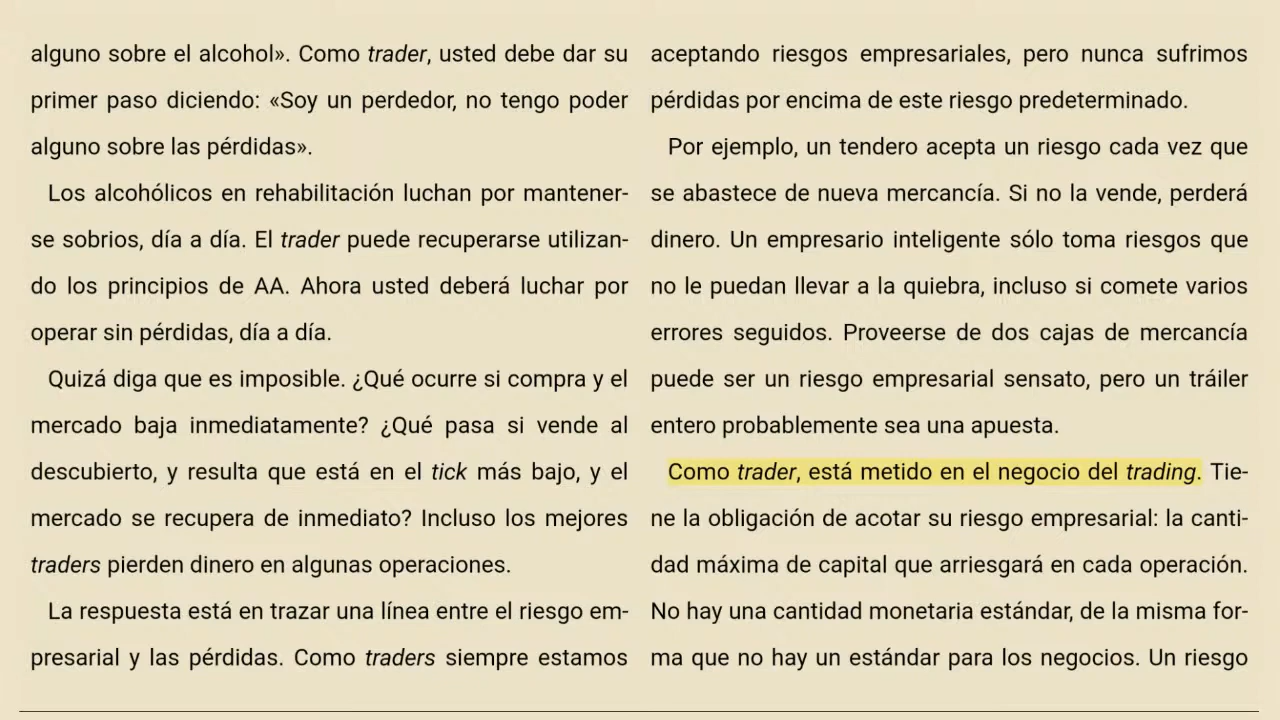 alguno sobre el alcohol». Como trader, usted debe dar su
primer paso diciendo: «Soy un perdedor, no tengo poder
alguno sobre las pérdidas».
Los alcohólicos en rehabilitación luchan por mantener-
se sobrios, día a día. El trader puede recuperarse utilizan-
do los principios de AA. Ahora usted deberá luchar por
operar sin pérdidas, día a día.
Quizá diga que es imposible. ¿Qué ocurre si compra y el
mercado baja inmediatamente? ¿Qué pasa si vende al
descubierto, y resulta que está en el tick más bajo, y el
mercado se recupera de inmediato? Incluso los mejores
traders pierden dinero en algunas operaciones.
La respuesta está en trazar una línea entre el riesgo em-
presarial y las pérdidas. Como traders siempre estamos
aceptando riesgos empresariales, pero nunca sufrimos
pérdidas por encima de este riesgo predeterminado.
Por ejemplo, un tendero acepta un riesgo cada vez que
se abastece de nueva mercancía. Si no la vende, perderá
dinero. Un empresario inteligente sólo toma riesgos que
no le puedan llevar a la quiebra, incluso si comete varios
errores seguidos. Proveerse de dos cajas de mercancía
puede ser un riesgo empresarial sensato, pero un tráiler
entero probablemente sea una apuesta.
Como trader, está metido en el negocio del trading. Tie-
ne la obligación de acotar su riesgo empresarial: la canti-
dad máxima de capital que arriesgará en cada operación.
No hay una cantidad monetaria estándar, de la misma for-
ma que no hay un estándar para los negocios. Un riesgo